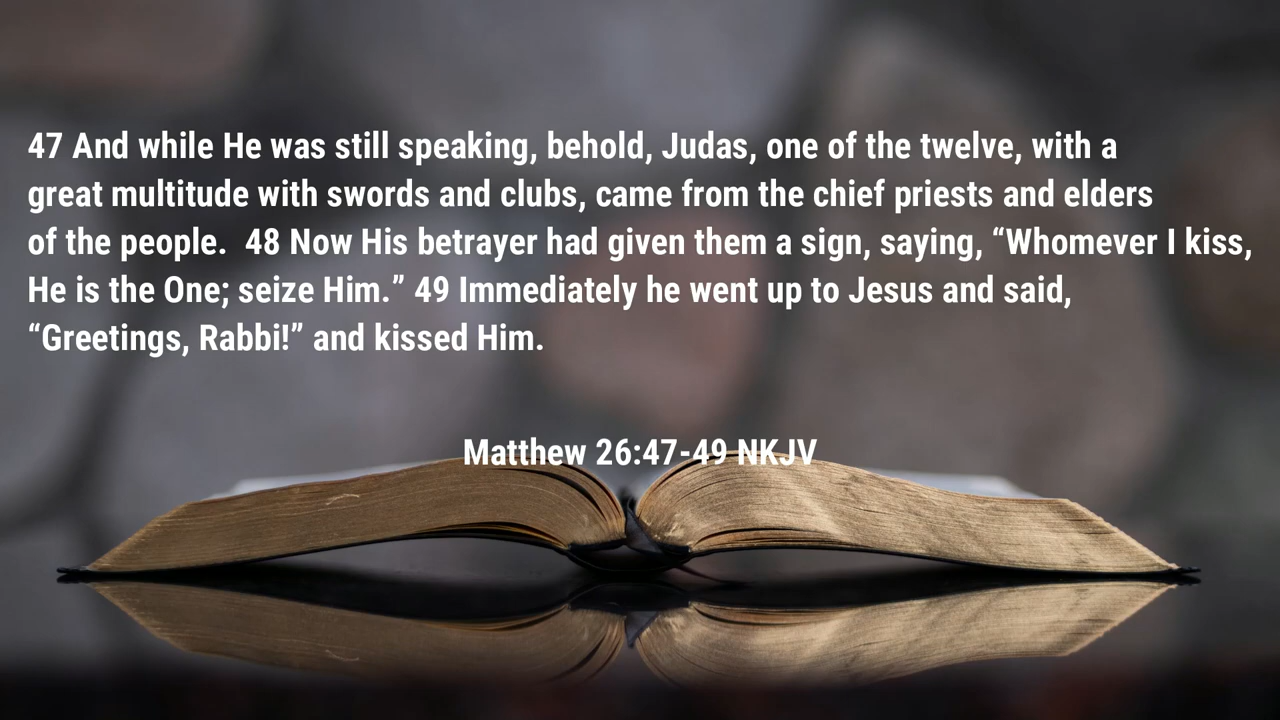 47 And while He was still speaking, behold, Judas, one of the twelve, with a
great multitude with swords and clubs, came from the chief priests and elders
of the people.  48 Now His betrayer had given them a sign, saying, “Whomever I kiss,
He is the One; seize Him.” 49 Immediately he went up to Jesus and said,
“Greetings, Rabbi!” and kissed Him.
Matthew 26:47-49 NKJV